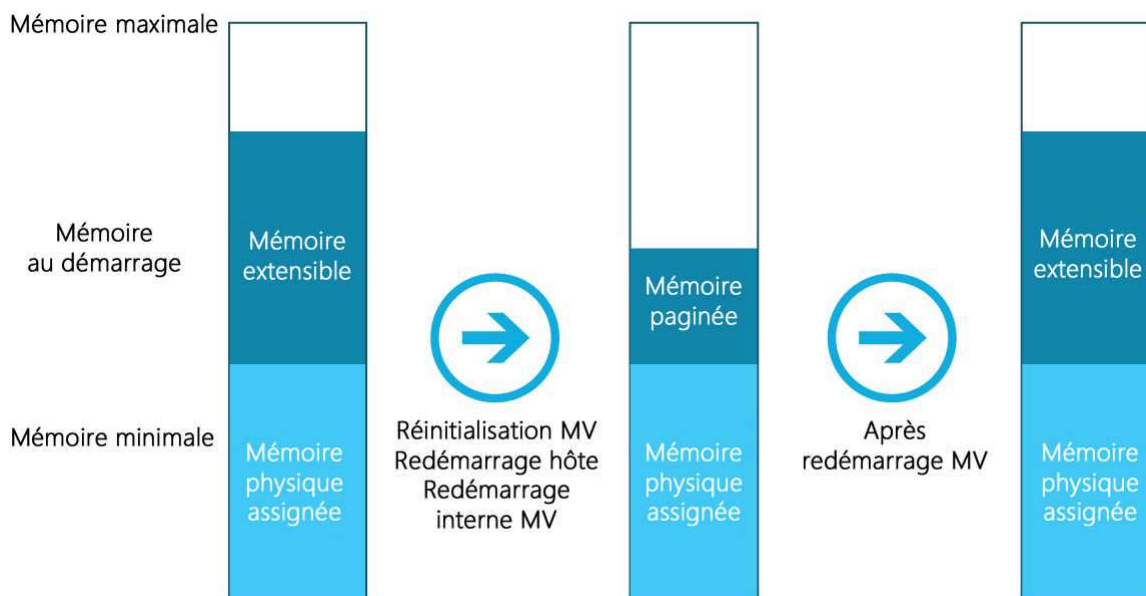 Mémoire maximale
Mémoire
au démarrage
Mémoire minimale
Mémoire
extensible
Mémoire
physique
assignée
Réinitialisation MV
Redémarrage hôte
Redémarrage
interne MV
Mémoire
paginée
Mémoire
physique
assignée
Après
redémarrage MV
Mémoire
extensible
Mémoire
physique
assignée